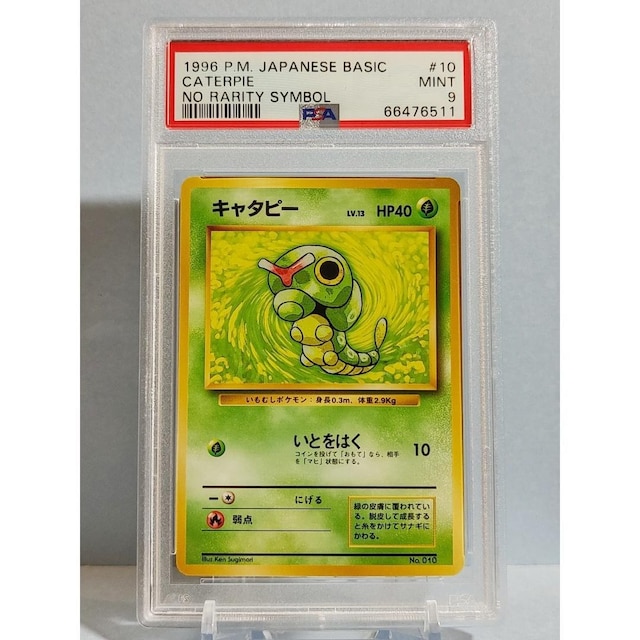 1996 P.M. JAPANESE BASIC #10
CATERPIE MINT
NO RARITY SYMBOL 9
PSA 66476511
キャタピー LV.13 HP40
いもむしポケモン：身長0.3m、体重2.9Kg
いとをはく 10
コインを投げて「おもて」なら、相手
を「マヒ」状態にする。
ー にげる
弱点
緑の皮膚に覆われてい
る。脱皮して成長する
と糸をかけてサナギに
かわる。
Illus. Ken Sugimori No. 010